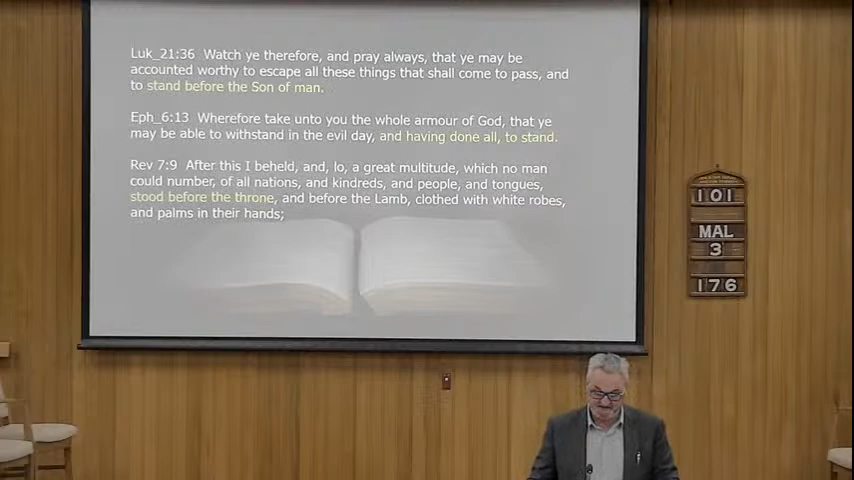 Luk_21:36 Watch ye therefore, and pray always, that ye may be
accounted worthy to escape all these things that shall come to pass, and
to stand before the Son of man.
Eph_6:13 Wherefore take unto you the whole armour of God, that ye
may be able to withstand in the evil day, and having done all, to stand.
Rev 7:9 After this I beheld, and, lo, a great multitude, which no man
could number, of all nations, and kindreds, and people, and tongues,
stood before the throne, and before the Lamb, clothed with white robes,
and palms in their hands;
101
MAL
3
176